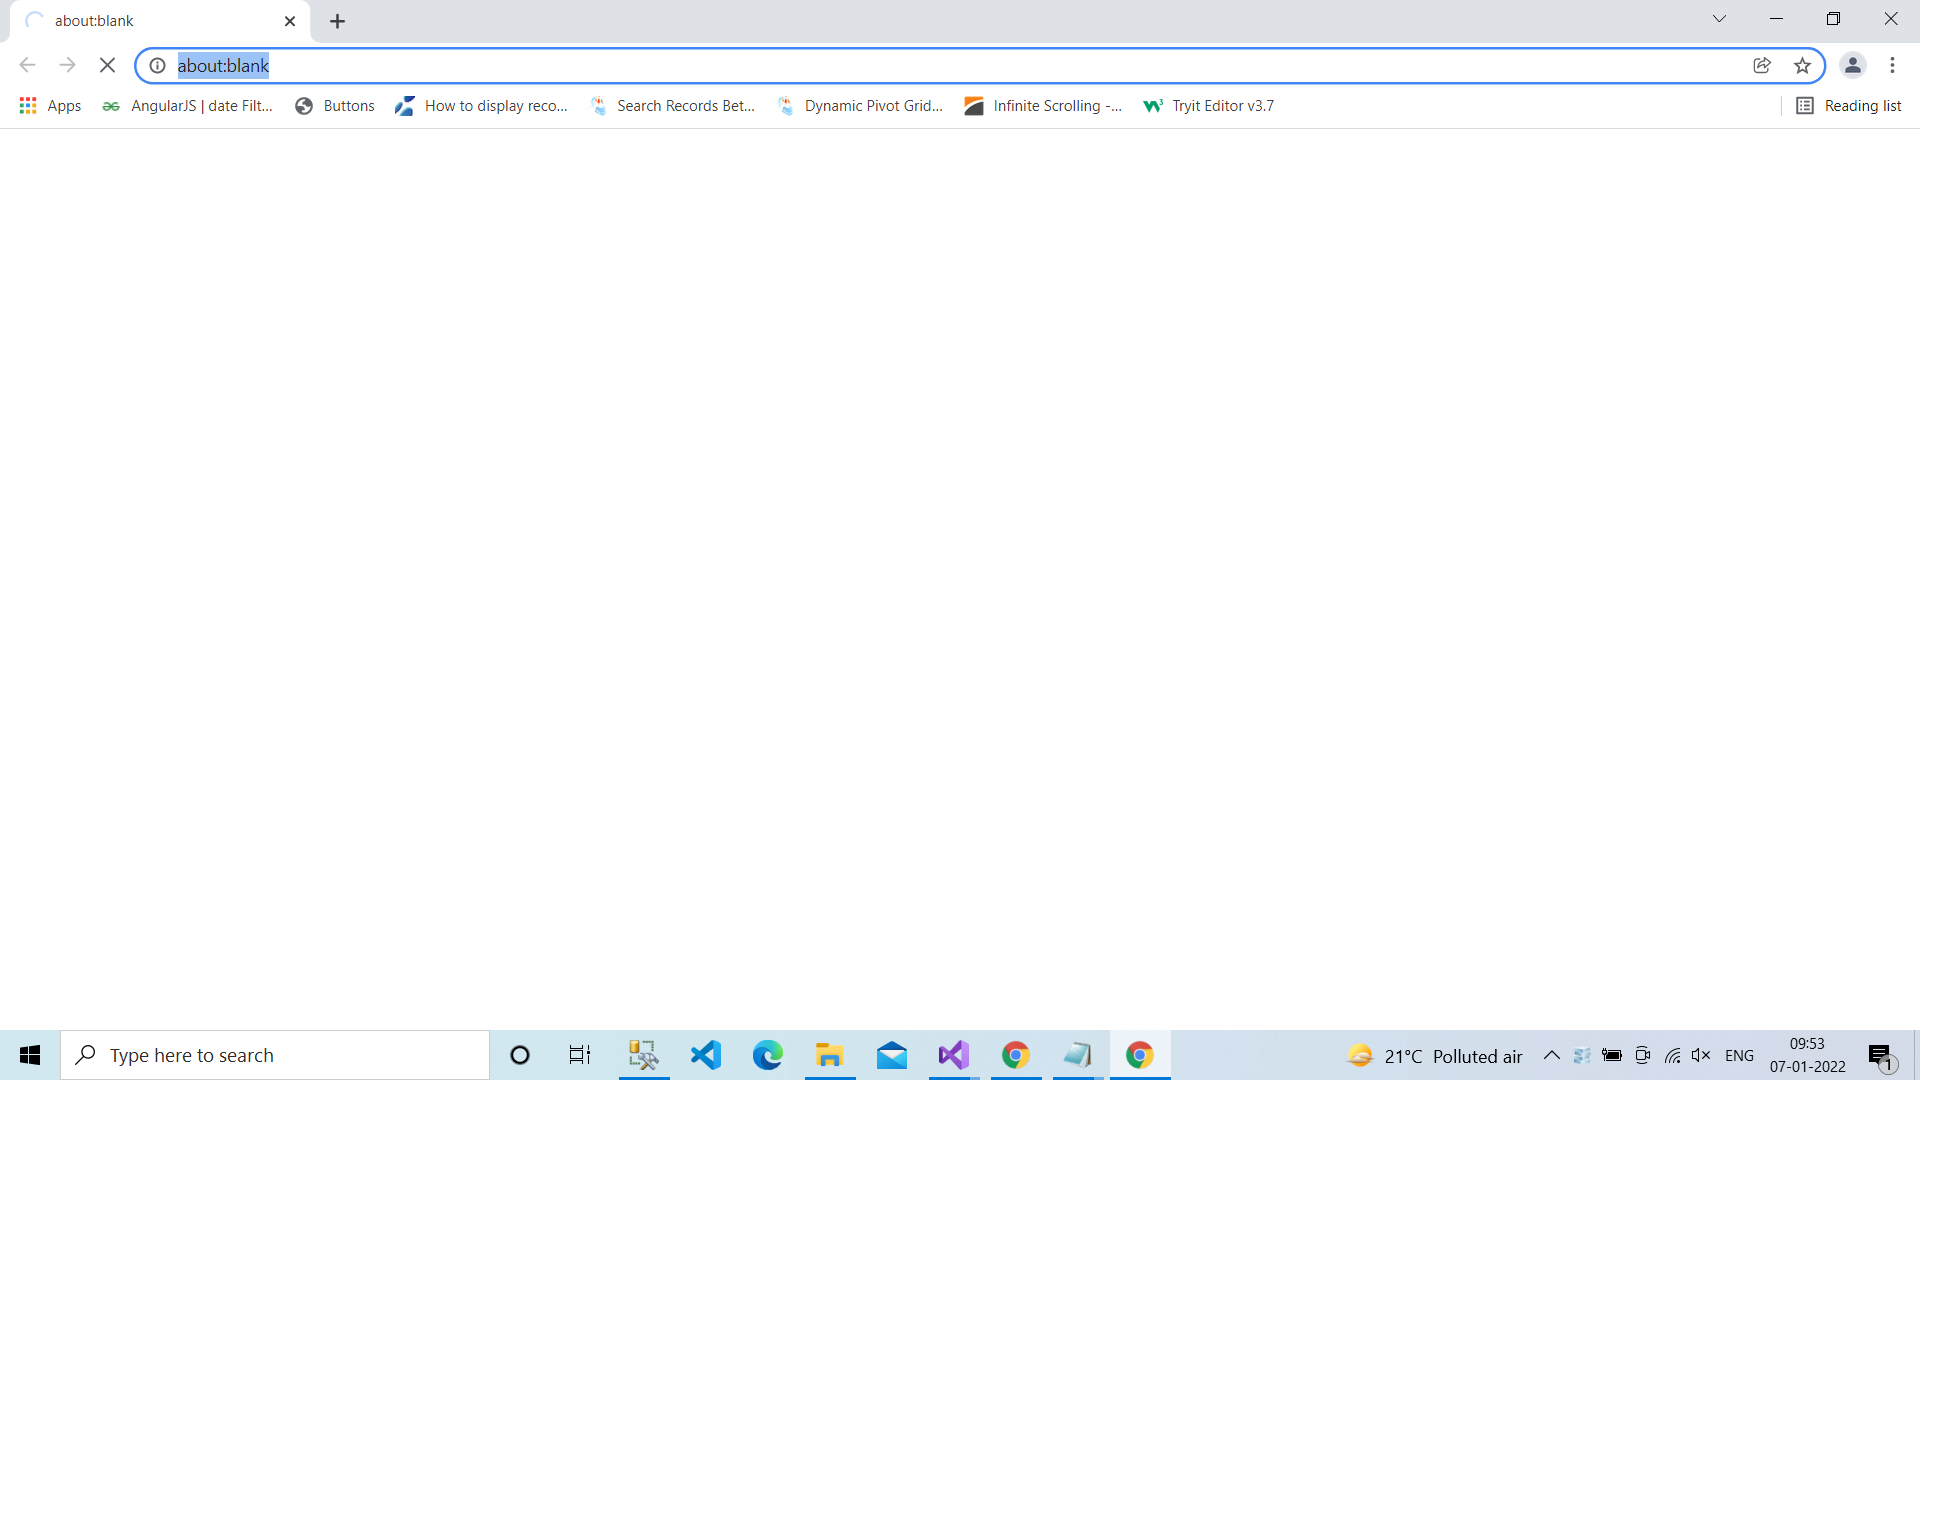 about:blank
about:blank
Apps AngularJS | date Filt... Buttons How to display reco... Search Records Bet... Dynamic Pivot Grid... Infinite Scrolling -... Tryit Editor v3.7 Reading list
Type here to search 21°C Polluted air ENG 09:53
07-01-2022 1